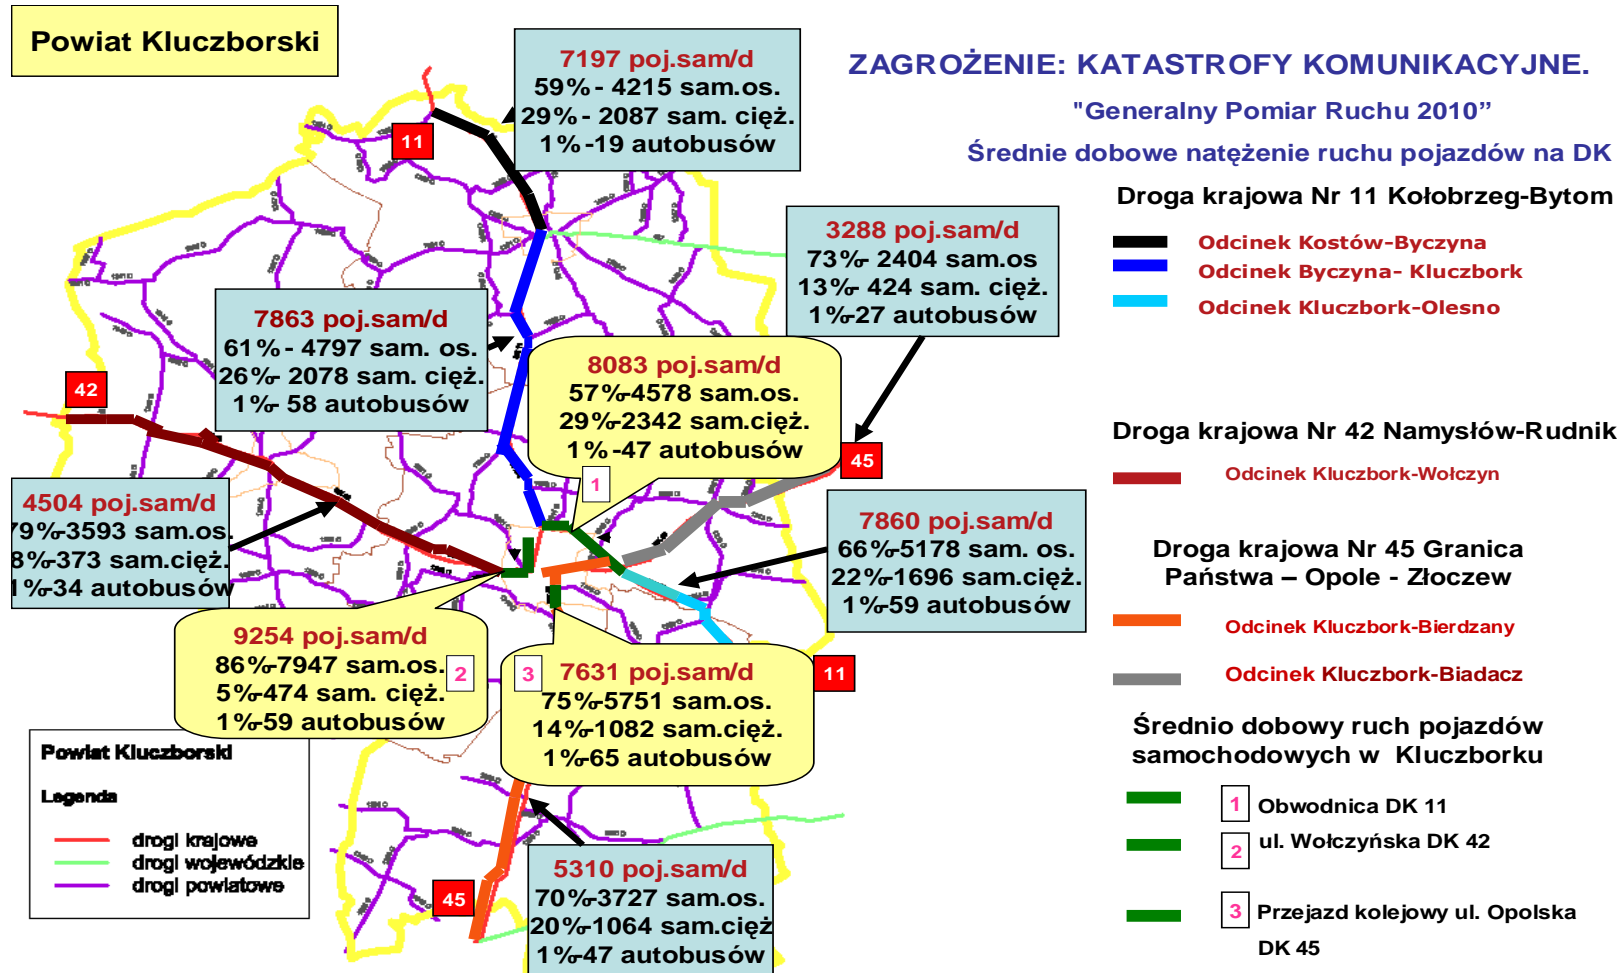 Powiat Kluczborski
ZAGROŻENIE: KATASTROFY KOMUNIKACYJNE.
"Generalny Pomiar Ruchu 2010”
Średnie dobowe natężenie ruchu pojazdów na DK
7197 poj.sam/d
59%- 4215 sam.os.
29%- 2087 sam. cięż.
1%-19 autobusów
11
3288 poj.sam/d
73%- 2404 sam.os
13%- 424 sam. cięż.
1%-27 autobusów
7863 poj.sam/d
61%- 4797 sam. os.
26%- 2078 sam. cięż.
1%- 58 autobusów
8083 poj.sam/d
57%-4578 sam.os.
29%-2342 sam.cięż.
1%-47 autobusów
1
42
45
4504 poj.sam/d
79%-3593 sam.os.
8%-373 sam.cięż.
1%-34 autobusów
7860 poj.sam/d
66%-5178 sam. os.
22%-1696 sam.cięż.
1%-59 autobusów
9254 poj.sam/d
86%-7947 sam.os.
5%-474 sam. cięż.
1%-59 autobusów
2
3
7631 poj.sam/d
75%-5751 sam.os.
14%-1082 sam.cięż.
1%-65 autobusów
11
45
5310 poj.sam/d
70%-3727 sam.os.
20%-1064 sam.cięż
1%-47 autobusów
Powiat Kluczborski
Legenda
drogi krajowe
drogi wojewódzkie
drogi powiatowe
Droga krajowa Nr 11 Kołobrzeg-Bytom
Odcinek Kostów-Byczyna
Odcinek Byczyna- Kluczbork
Odcinek Kluczbork-Olesno
Droga krajowa Nr 42 Namysłów-Rudnik
Odcinek Kluczbork-Wołczyn
Droga krajowa Nr 45 Granica
Państwa – Opole - Złoczew
Odcinek Kluczbork-Bierdzany
Odcinek Kluczbork-Biadacz
Średnio dobowy ruch pojazdów
samochodowych w Kluczborku
1 Obwodnica DK 11
2 ul. Wołczyńska DK 42
3 Przejazd kolejowy ul. Opolska
DK 45